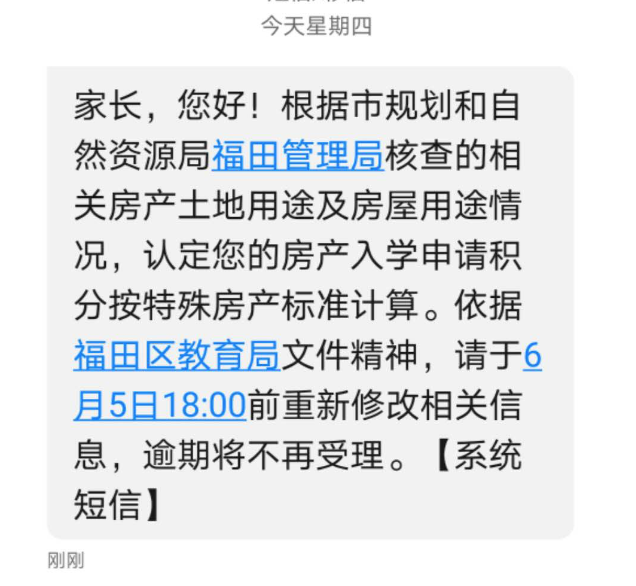 今天星期四
家长，您好！根据市规划和自
然资源局福田管理局核查的相
关房产土地用途及房屋用途情
况，认定您的房产入学申请积
分按特殊房产标准计算。依据
福田区教育局文件精神，请于6
月5日18:00前重新修改相关信
息，逾期将不再受理。【系统
短信】
刚刚